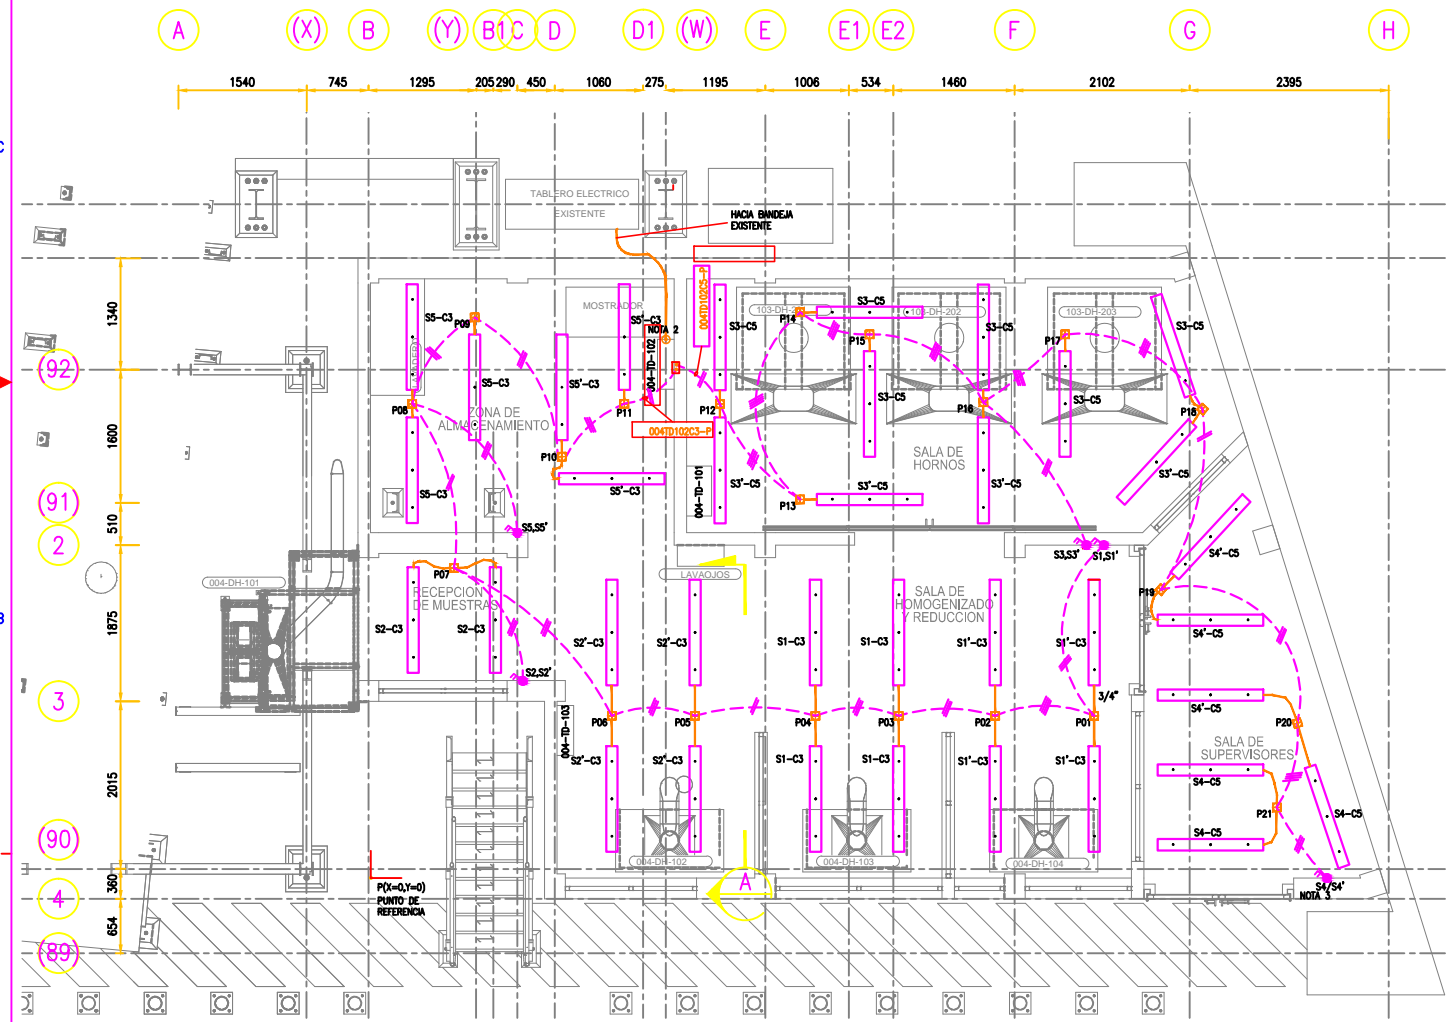 A (X) B (Y) B1 C D D1 (W) E E1 E2 F G H
1540 745 1295 205 290 450 1060 275 1195 1006 534 1460 2102 2395
C
TABLERO ELECTRICO
EXISTENTE
HACIA BANDEJA
EXISTENTE
MOSTRADOR
NOTA 2
004-TD-102
004TD102C5-P
004TD102C3-P
004-TD-101
103-DH-202
103-DH-203
1340
(92)
1600
(91)
510
2
1875
B
3
2015
(90)
360
4
654
(89)
S5-C3
P09
S5-C3
P08
S5-C3
ZONA DE
ALMACENAMIENTO
S5'-C3
S5'-C3
P11
P10
S5'-C3
S5,S5'
S3-C5
P12
S3'-C5
P14
S3-C5
P15
S3-C5
P13
S3'-C5
S3-C5
P16
S3'-C5
SALA DE
HORNOS
P17
S3-C5
S3-C5
P18
S3'-C5
S3,S3'
S1,S1'
004-DH-101
P07
RECEPCION
DE MUESTRAS
S2-C3
S2-C3
S2,S2'
LAVAOJOS
SALA DE
HOMOGENIZADO
Y REDUCCION
S2'-C3
S2'-C3
S1-C3
S1-C3
S1'-C3
S1'-C3
3/4"
P06
P05
P04
P03
P02
P01
004-TD-103
S2'-C3
S2'-C3
S1-C3
S1-C3
S1'-C3
S1'-C3
004-DH-102
004-DH-103
004-DH-104
S4'-C5
P19
S4'-C5
S4'-C5
P20
SALA DE
SUPERVISORES
S4-C5
P21
S4-C5
S4-C5
S4/S4'
NOTA 3
A
P(X=0,Y=0)
PUNTO DE
REFERENCIA